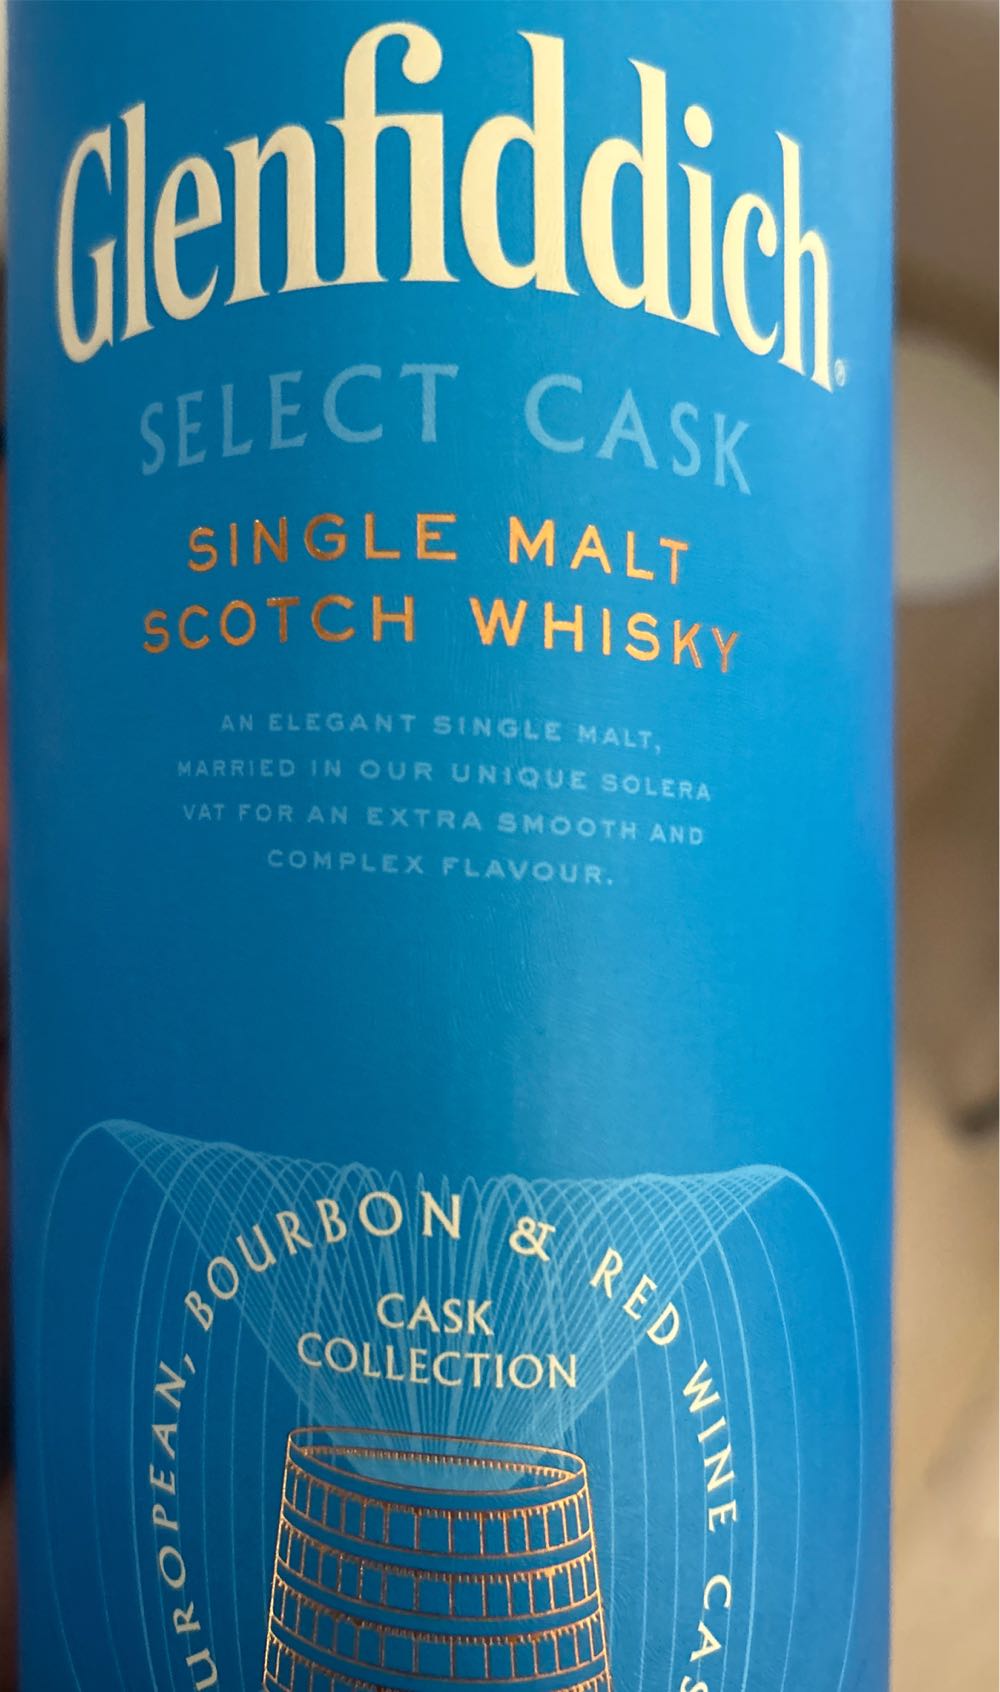 Glenfiddich®
SELECT CASK
SINGLE MALT
SCOTCH WHISKY
AN ELEGANT SINGLE MALT,
MARRIED IN OUR UNIQUE SOLERA
VAT FOR AN EXTRA SMOOTH AND
COMPLEX FLAVOUR.
UROPEAN, BOURBON & RED WINE CAS
CASK
COLLECTION